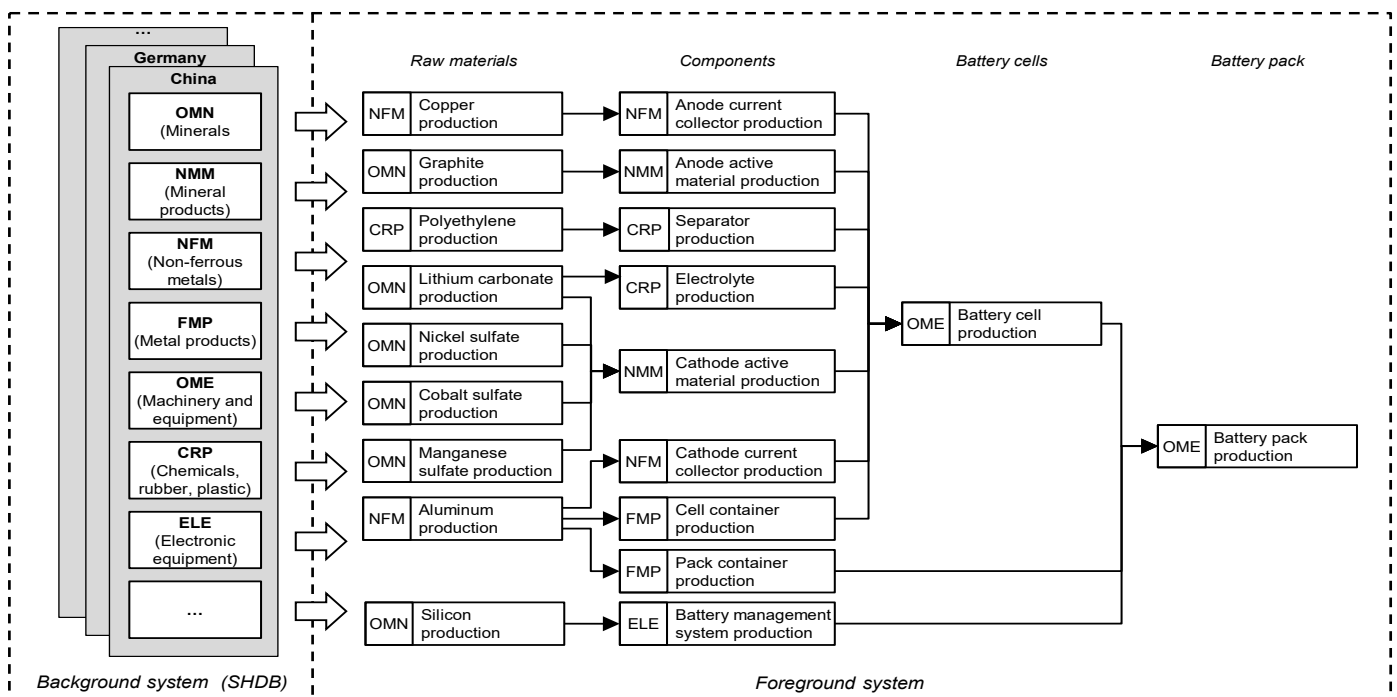 ...
Germany
China
OMN
(Minerals
NMM
(Mineral
products)
NFM
(Non-ferrous
metals)
FMP
(Metal products)
OME
(Machinery and
equipment)
CRP
(Chemicals,
rubber, plastic)
ELE
(Electronic
equipment)
...
Background system (SHDB)
Raw materials
NFM
Copper
production
OMN
Graphite
production
CRP
Polyethylene
production
OMN
Lithium carbonate
production
OMN
Nickel sulfate
production
OMN
Cobalt sulfate
production
OMN
Manganese
sulfate production
NFM
Aluminum
production
OMN
Silicon
production
Components
NFM
Anode current
collector production
NMM
Anode active
material production
CRP
Separator
production
CRP
Electrolyte
production
NMM
Cathode active
material production
NFM
Cathode current
collector production
FMP
Cell container
production
FMP
Pack container
production
ELE
Battery management
system production
Battery cells
OME
Battery cell
production
Battery pack
OME
Battery pack
production
Foreground system